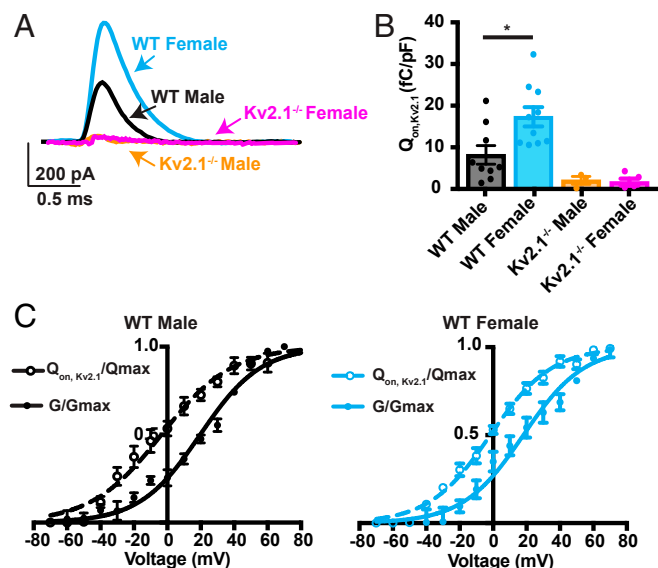 A
WT Female
WT Male
Kv2.1-/- Female
Kv2.1-/- Male
200 pA
0.5 ms
B
Qon,Kv2.1 (fC/pF)
40
30
20
10
0
*
WT Male
WT Female
Kv2.1-/- Male
Kv2.1-/- Female
C
WT Male
Qon, Kv2.1/Qmax
G/Gmax
1.0
0.5
-80 -60 -40 -20 0 20 40 60 80
Voltage (mV)
WT Female
Qon, Kv2.1/Qmax
G/Gmax
1.0
0.5
-80 -60 -40 -20 0 20 40 60 80
Voltage (mV)